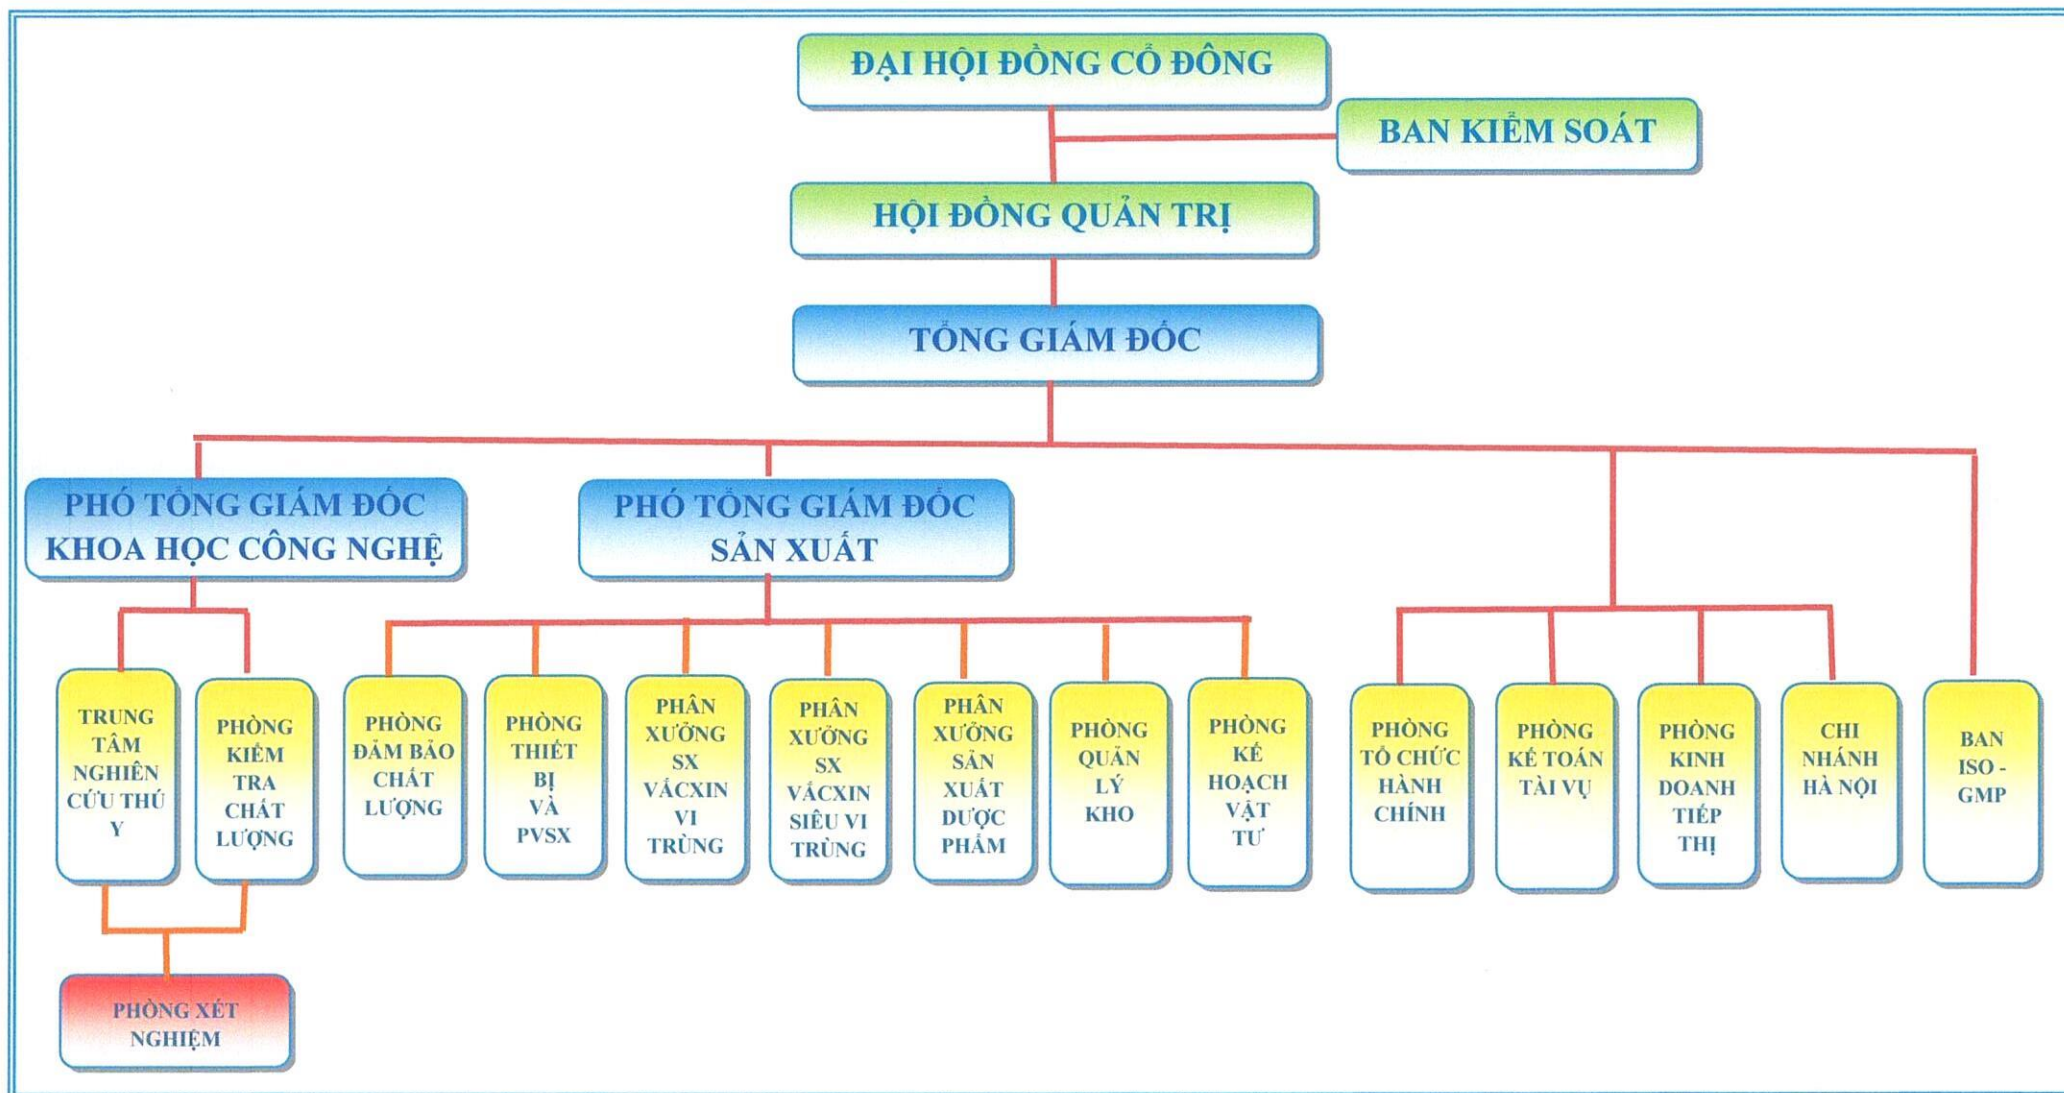 ĐẠI HỘI ĐỒNG CỔ ĐÔNG
BAN KIỂM SOÁT
HỘI ĐỒNG QUẢN TRỊ
TỔNG GIÁM ĐỐC
PHÓ TỔNG GIÁM ĐỐC
KHOA HỌC CÔNG NGHỆ
PHÓ TỔNG GIÁM ĐỐC
SẢN XUẤT
TRUNG
TÂM
NGHIÊN
CỨU THÚ
Y
PHÒNG
KIỂM
TRA
CHẤT
LƯỢNG
PHÒNG
ĐẢM BẢO
CHẤT
LƯỢNG
PHÒNG
THIẾT
BỊ
VÀ
PVSX
PHÂN
XƯỞNG
SX
VẮCXIN
VI
TRÙNG
PHÂN
XƯỞNG
SX
VẮCXIN
SIÊU VI
TRÙNG
PHÂN
XƯỞNG
SẢN
XUẤT
DƯỢC
PHẨM
PHÒNG
QUẢN
LÝ
KHO
PHÒNG
KẾ
HOẠCH
VẬT
TƯ
PHÒNG
TỔ CHỨC
HÀNH
CHÍNH
PHÒNG
KẾ TOÁN
TÀI VỤ
PHÒNG
KINH
DOANH
TIẾP
THỊ
CHI
NHÁNH
HÀ NỘI
BAN
ISO -
GMP
PHÒNG XÉT
NGHIỆM